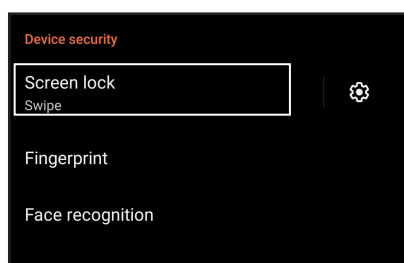 Device security
Screen lock
Swipe
Fingerprint
Face recognition